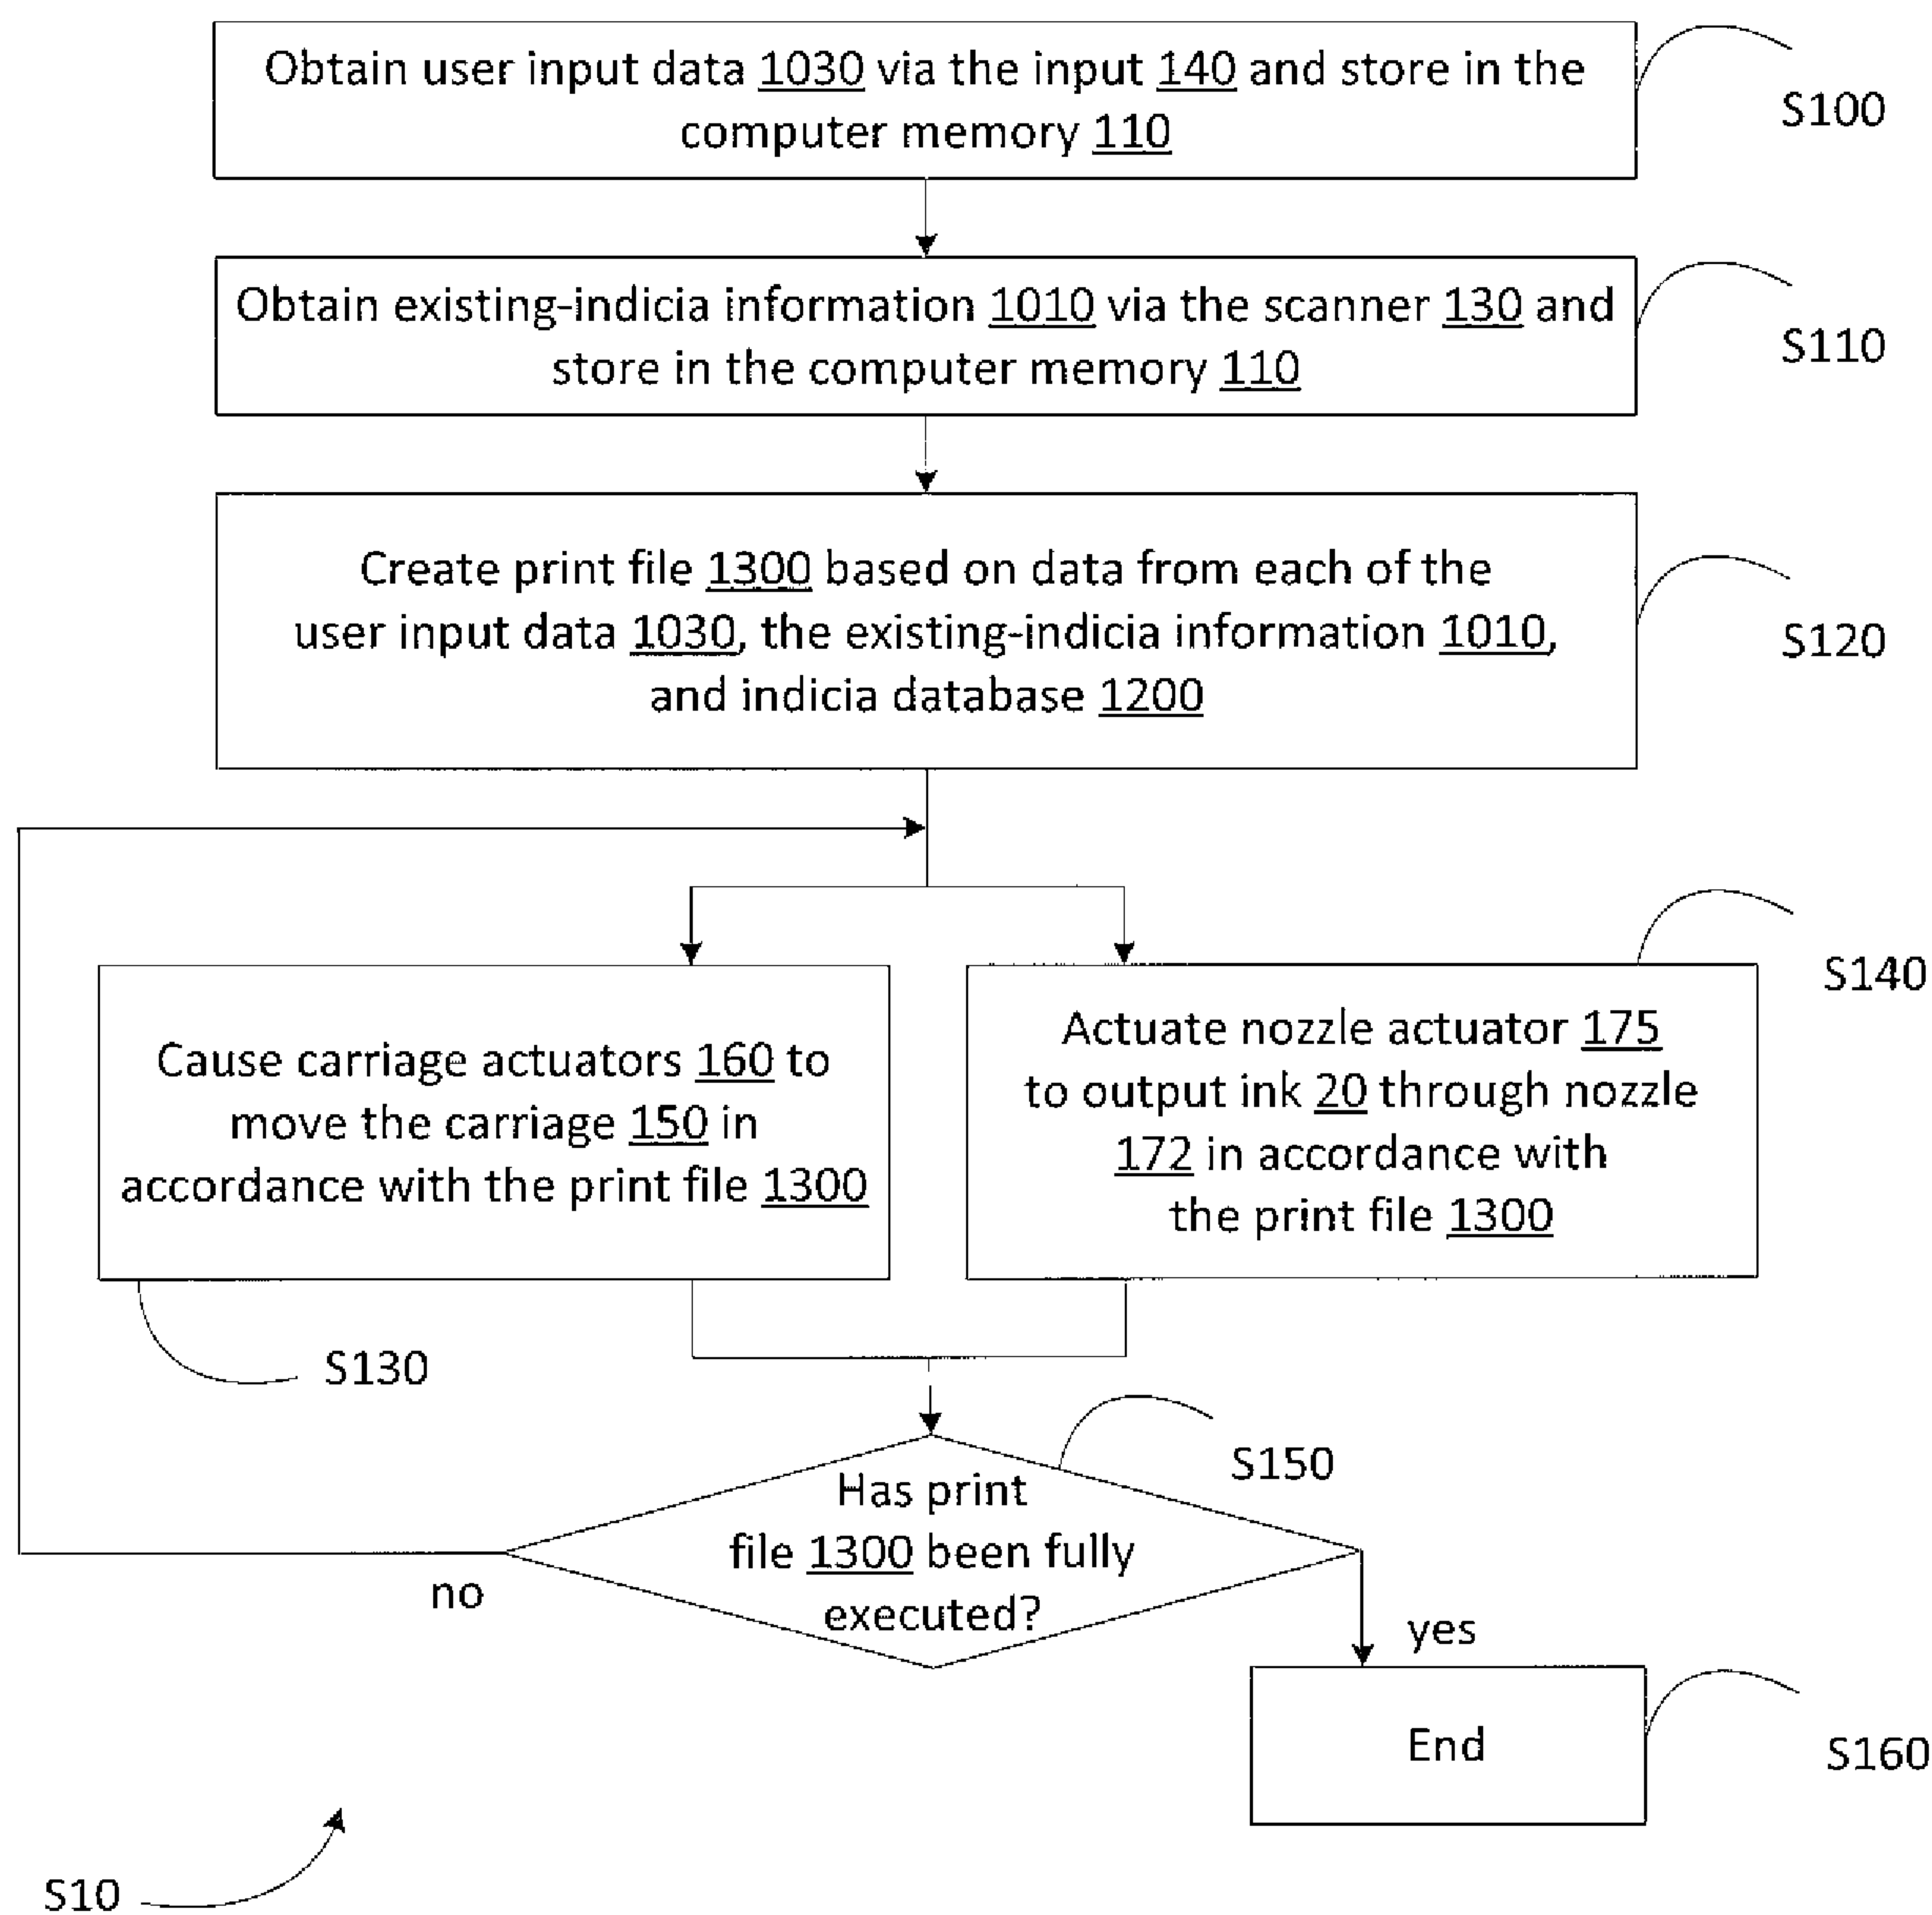 Obtain user input data 1030 via the input 140 and store in the
computer memory 110
S100
Obtain existing-indicia information 1010 via the scanner 130 and
store in the computer memory 110
S110
Create print file 1300 based on data from each of the
user input data 1030, the existing-indicia information 1010,
and indicia database 1200
S120
Cause carriage actuators 160 to
move the carriage 150 in
accordance with the print file 1300
S130
Actuate nozzle actuator 175
to output ink 20 through nozzle
172 in accordance with
the print file 1300
S140
Has print
file 1300 been fully
executed?
S150
no
yes
End
S160
S10